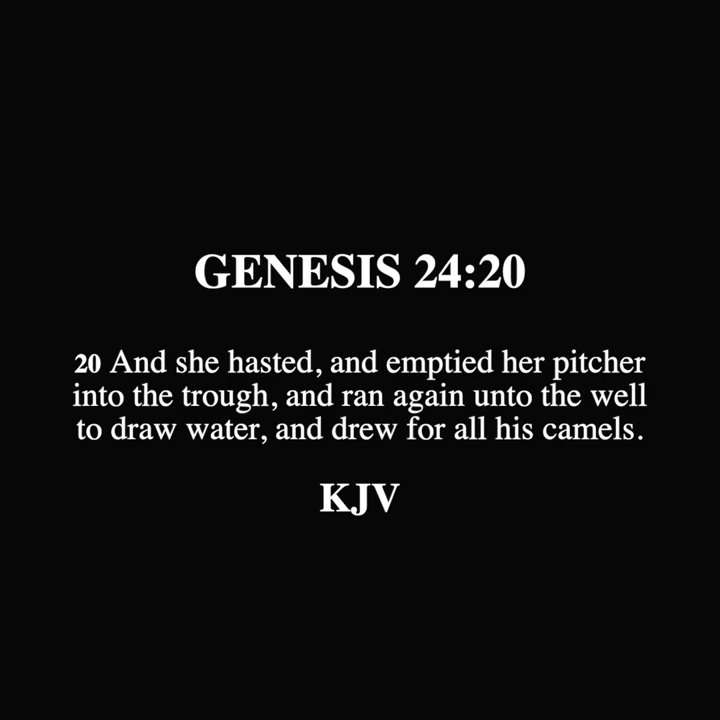 GENESIS 24:20
20 And she hasted, and emptied her pitcher
into the trough, and ran again unto the well
to draw water, and drew for all his camels.
KJV